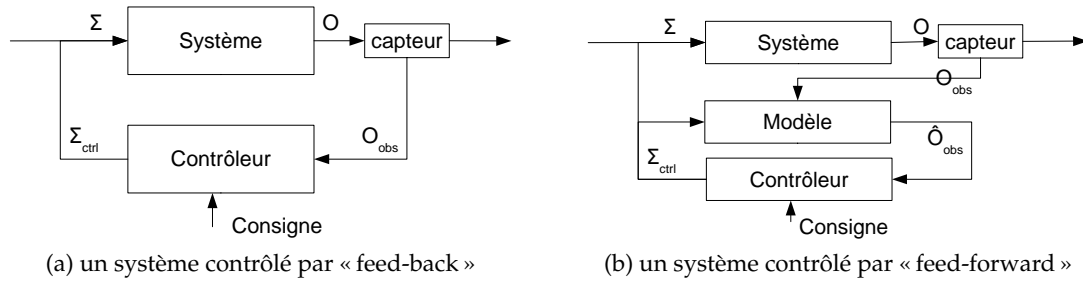 Σ
Système
O
capteur
Σctrl
Contrôleur
Oobs
Consigne
(a) un système contrôlé par « feed-back »
Σ
Système
O
capteur
Oobs
Modèle
Ôobs
Σctrl
Contrôleur
Consigne
(b) un système contrôlé par « feed-forward »